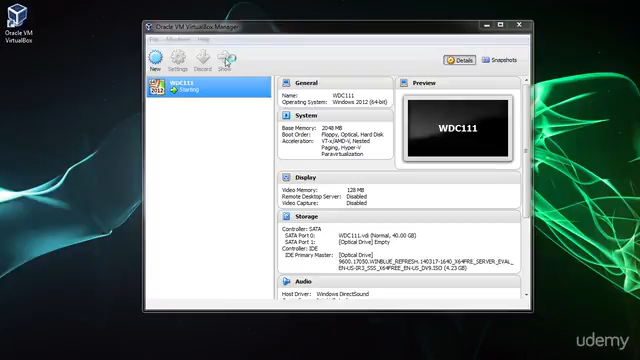 Oracle VM
VirtualBox
Oracle VM VirtualBox Manager
File Machine Help
New Settings Discard Show
Details Snapshots
WDC111
Starting
General
Name: WDC111
Operating System: Windows 2012 (64-bit)
System
Base Memory: 2048 MB
Boot Order: Floppy, Optical, Hard Disk
Acceleration: VT-x/AMD-V, Nested
Paging, Hyper-V
Paravirtualization
Preview
WDC111
Display
Video Memory: 128 MB
Remote Desktop Server: Disabled
Video Capture: Disabled
Storage
Controller: SATA
SATA Port 0: WDC111.vdi (Normal, 40.00 GB)
SATA Port 1: [Optical Drive] Empty
Controller: IDE
IDE Primary Master: [Optical Drive]
9600.17050.WINBLUE_REFRESH.140317-1640_X64FRE_SERVER_EVAL_
EN-US-IR3_SSS_X64FREE_EN-US_DV9.ISO (4.23 GB)
Audio
Host Driver: Windows DirectSound
udemy